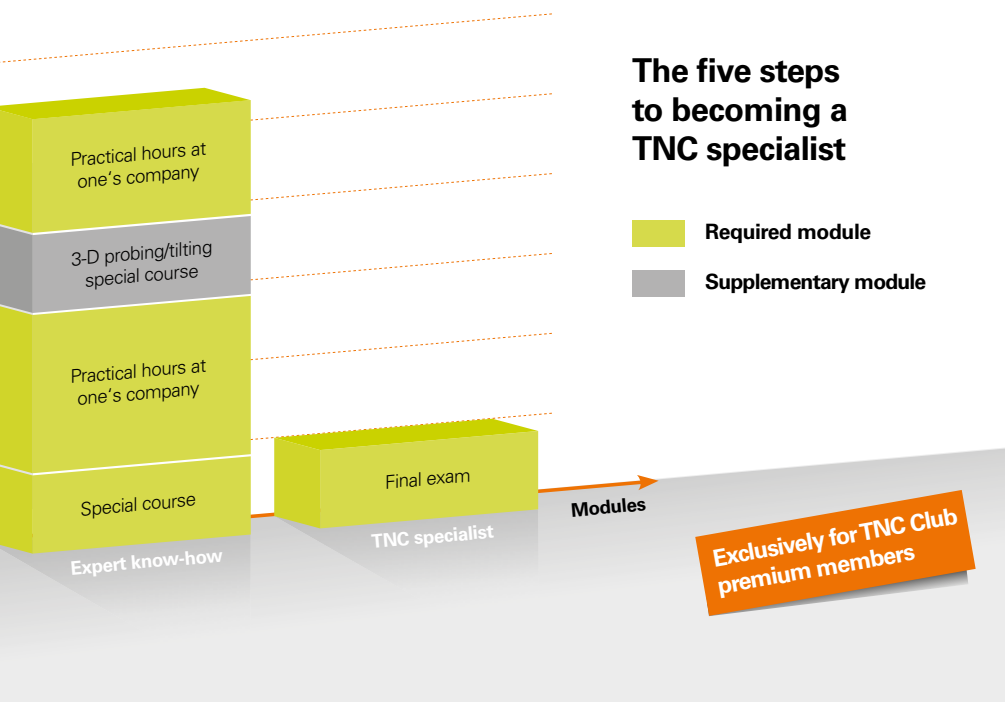 The five steps
to becoming a
TNC specialist
Required module
Supplementary module
Practical hours at
one‘s company
3-D probing/tilting
special course
Practical hours at
one‘s company
Special course
Expert know-how
Final exam
TNC specialist
Modules
Exclusively for TNC Club
premium members